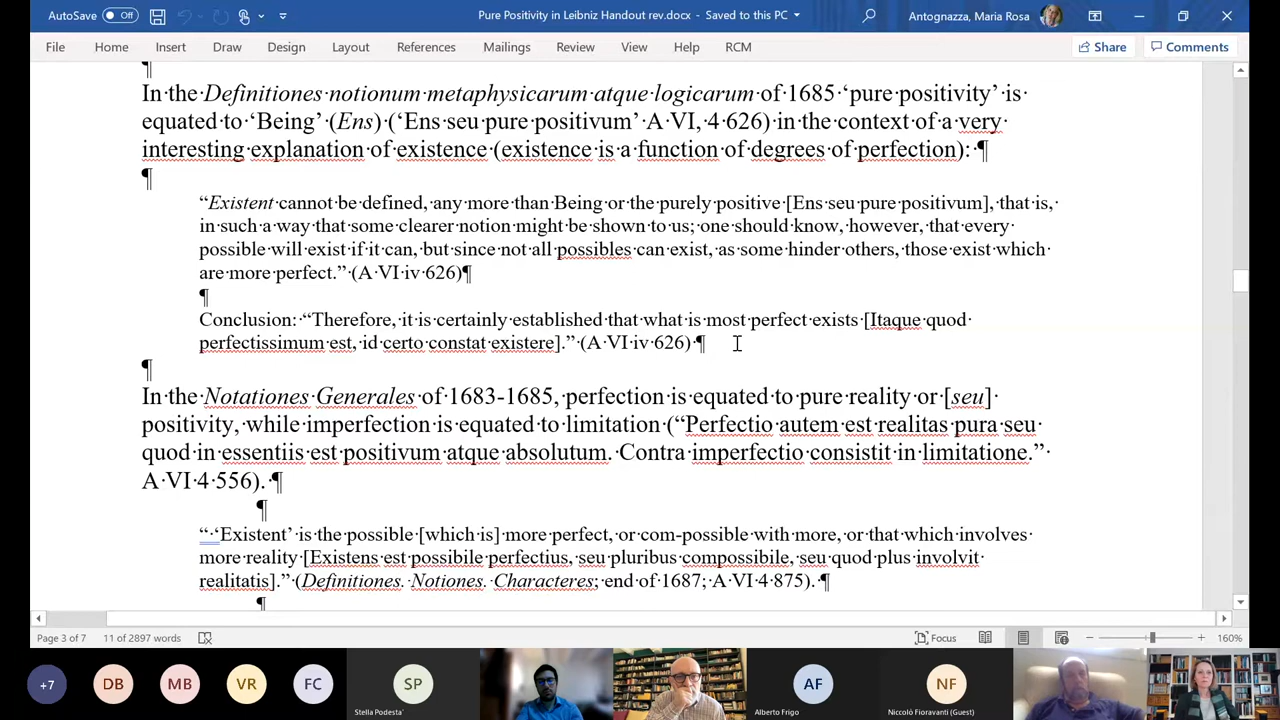 AutoSave Off Pure Positivity in Leibniz Handout rev.docx - Saved to this PC Antognazza, Maria Rosa
File Home Insert Draw Design Layout References Mailings Review View Help RCM Share Comments
¶
In·the·Definitiones·notionum·metaphysicarum·atque·logicarum·of·1685·‘pure·positivity’·is·
equated·to·‘Being’·(Ens)·(‘Ens·seu·pure·positivum’·A·VI,·4·626)·in·the·context·of·a·very·
interesting·explanation·of·existence·(existence·is·a·function·of·degrees·of·perfection):·¶
¶
“Existent·cannot·be·defined,·any·more·than·Being·or·the·purely·positive·[Ens·seu·pure·positivum],·that·is,·
in·such·a·way·that·some·clearer·notion·might·be·shown·to·us;·one·should·know,·however,·that·every·
possible·will·exist·if·it·can,·but·since·not·all·possibles·can·exist,·as·some·hinder·others,·those·exist·which·
are·more·perfect.”·(A·VI·iv·626)¶
¶
Conclusion:·“Therefore,·it·is·certainly·established·that·what·is·most·perfect·exists·[Itaque·quod·
perfectissimum·est,·id·certo·constat·existere].”·(A·VI·iv·626)·¶
¶
In·the·Notationes·Generales·of·1683-1685,·perfection·is·equated·to·pure·reality·or·[seu]·
positivity,·while·imperfection·is·equated·to·limitation·(“Perfectio·autem·est·realitas·pura·seu·
quod·in·essentiis·est·positivum·atque·absolutum.·Contra·imperfectio·consistit·in·limitatione.”·
A·VI·4·556).·¶
¶
“·‘Existent’·is·the·possible·[which·is]·more·perfect,·or·com-possible·with·more,·or·that·which·involves·
more·reality·[Existens·est·possibile·perfectius,·seu·pluribus·compossibile,·seu·quod·plus·involvit·
realitatis].”·(Definitiones.·Notiones.·Characteres;·end·of·1687;·A·VI·4·875).·¶
¶
Page 3 of 7 11 of 2897 words Focus 160%
+7 DB MB VR FC SP AF NF
Stella Podesta' Alberto Frigo Niccolò Fioravanti (Guest)